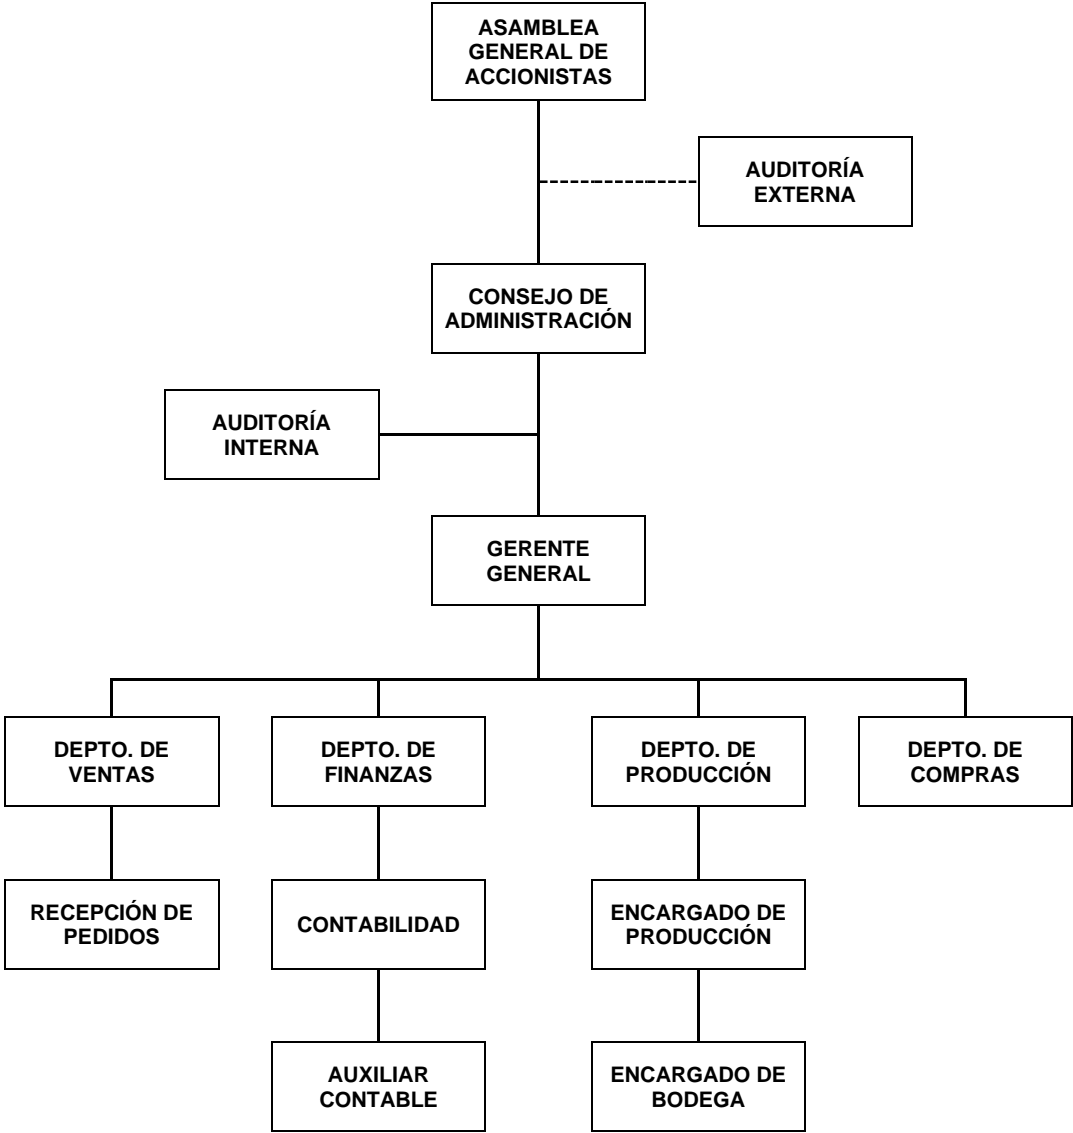 ASAMBLEA
GENERAL DE
ACCIONISTAS
AUDITORÍA
EXTERNA
CONSEJO DE
ADMINISTRACIÓN
AUDITORÍA
INTERNA
GERENTE
GENERAL
DEPTO. DE
VENTAS
DEPTO. DE
FINANZAS
DEPTO. DE
PRODUCCIÓN
DEPTO. DE
COMPRAS
RECEPCIÓN DE
PEDIDOS
CONTABILIDAD
ENCARGADO DE
PRODUCCIÓN
AUXILIAR
CONTABLE
ENCARGADO DE
BODEGA